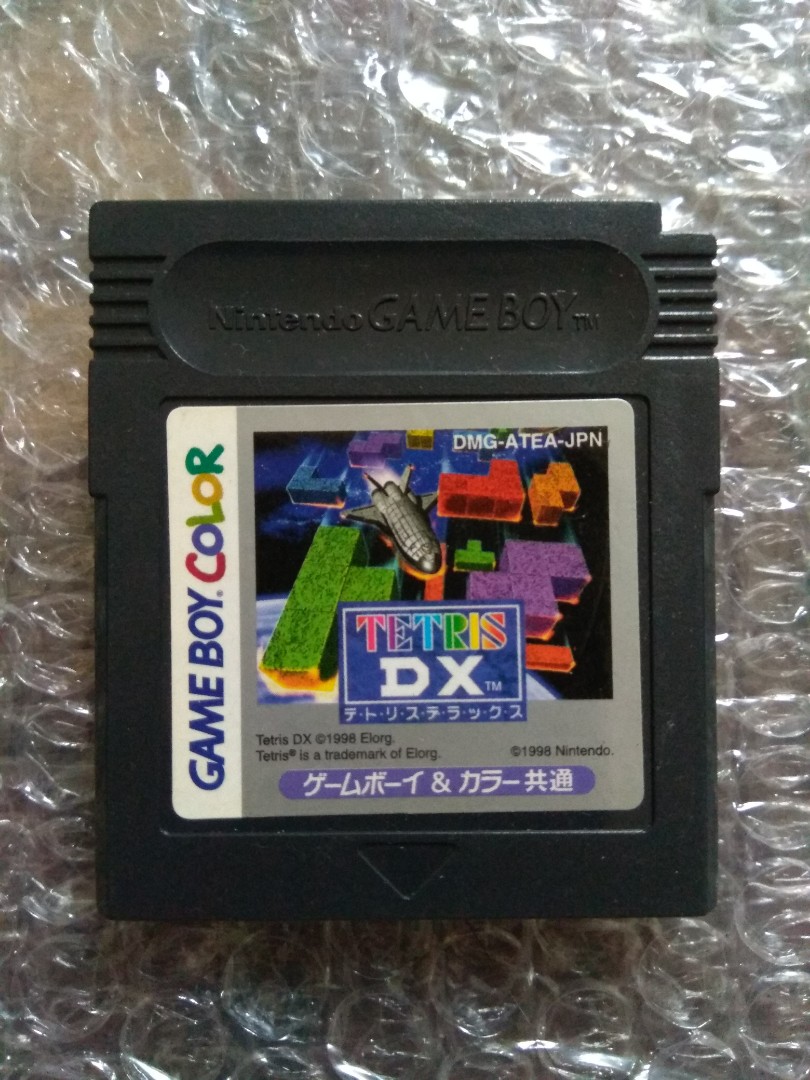 Nintendo GAME BOY™
GAME BOY COLOR
DMG-ATEA-JPN
TETRIS
DX™
テ・ト・リ・ス・デ・ラ・ッ・ク・ス
Tetris DX ©1998 Elorg.
Tetris® is a trademark of Elorg.
©1998 Nintendo.
ゲームボーイ & カラー共通